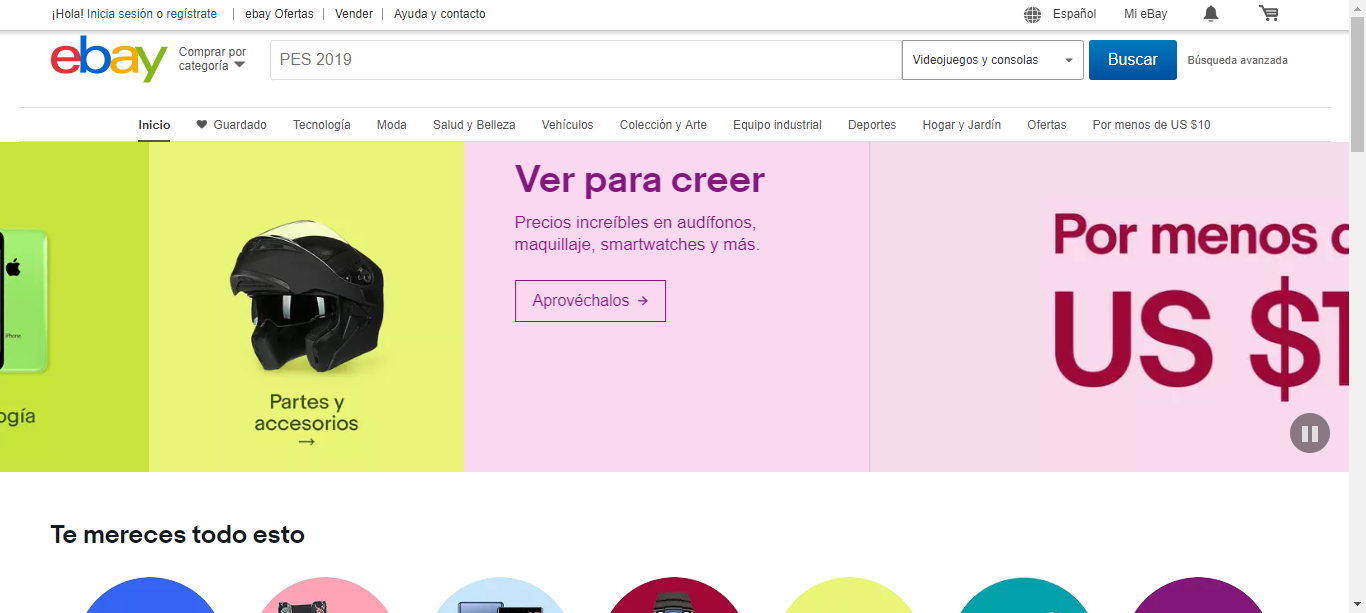 ¡Hola! Inicia sesión o regístrate
ebay Ofertas
Vender
Ayuda y contacto
Español
Mi eBay
ebay
Comprar por
categoría
PES 2019
Videojuegos y consolas
Buscar
Búsqueda avanzada
Inicio
Guardado
Tecnología
Moda
Salud y Belleza
Vehículos
Colección y Arte
Equipo industrial
Deportes
Hogar y Jardín
Ofertas
Por menos de US $10
Ver para creer
Precios increíbles en audífonos,
maquillaje, smartwatches y más.
Aprovéchalos →
iPhone
ogía
Partes y
accesorios
→
Por menos
US $1
Te mereces todo esto